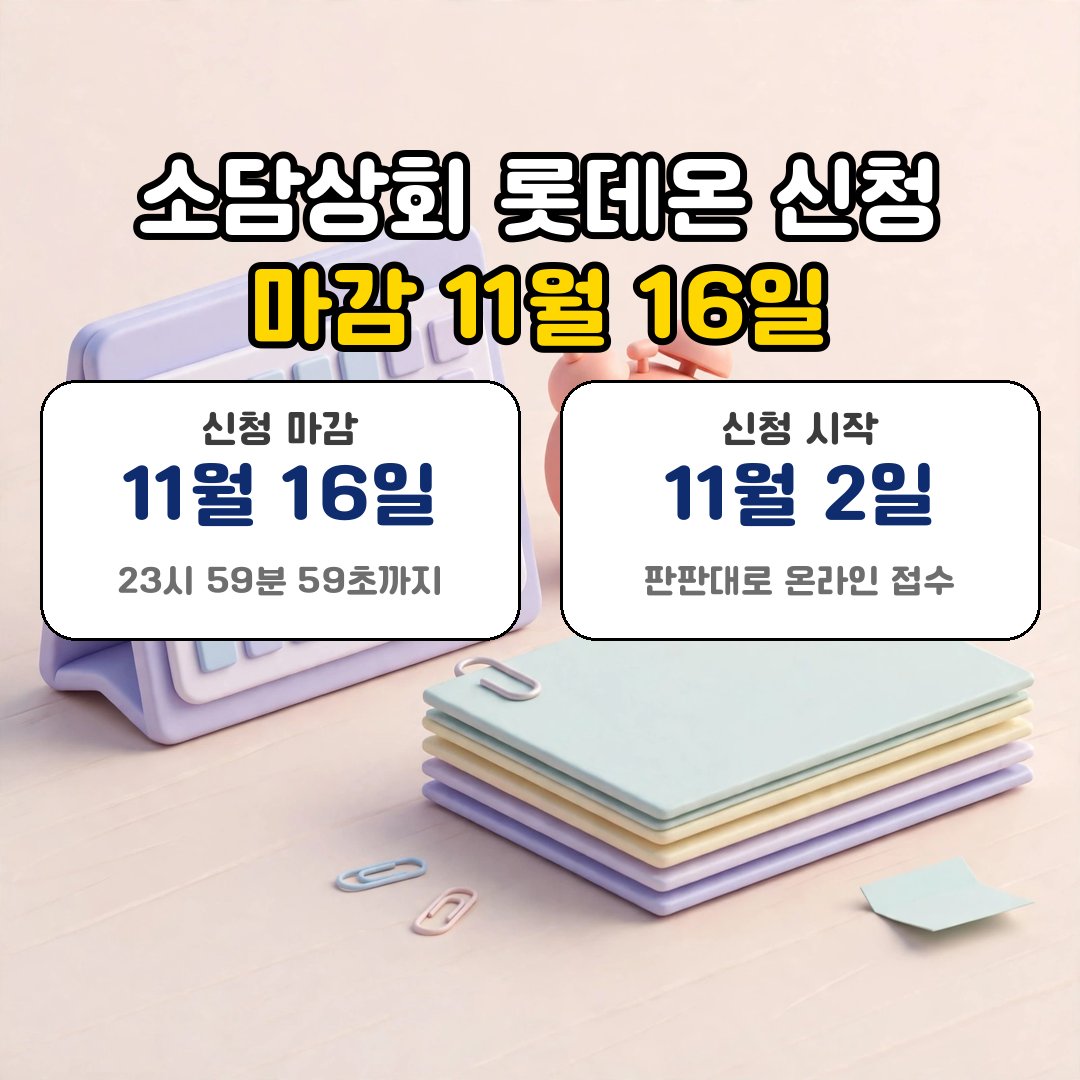 소담상회 롯데온 신청
마감 11월 16일
신청 마감
11월 16일
23시 59분 59초까지
신청 시작
11월 2일
판판대로 온라인 접수